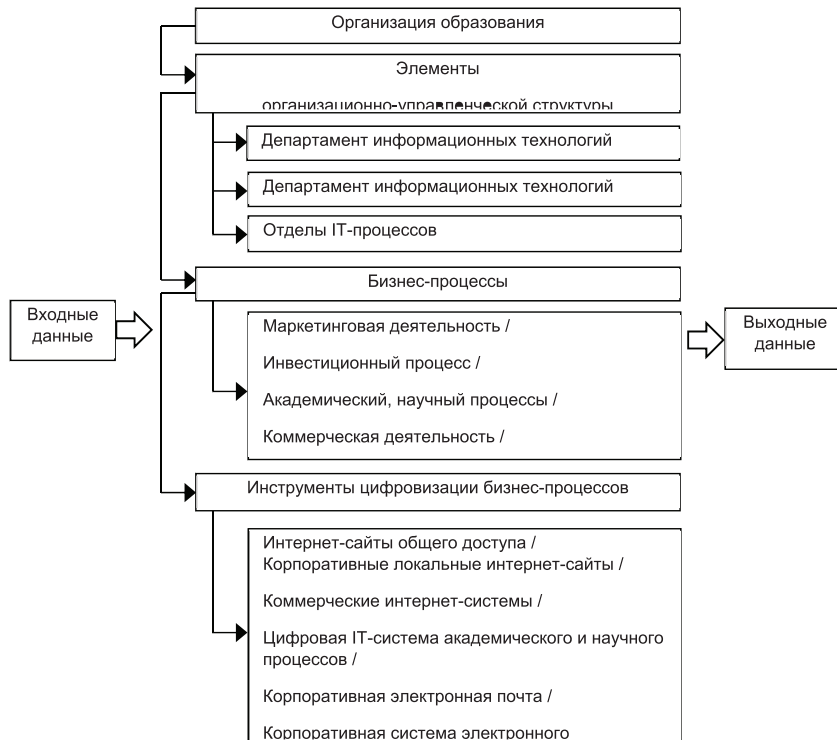 Организация образования
Элементы
организационно-управленческой структуры
Департамент информационных технологий
Департамент информационных технологий
Отделы IT-процессов
Бизнес-процессы
Входные
данные
Маркетинговая деятельность /
Инвестиционный процесс /
Академический, научный процессы /
Коммерческая деятельность /
Выходные
данные
Инструменты цифровизации бизнес-процессов
Интернет-сайты общего доступа /
Корпоративные локальные интернет-сайты /
Коммерческие интернет-системы /
Цифровая IT-система академического и научного
процессов /
Корпоративная электронная почта /
Корпоративная система электронного